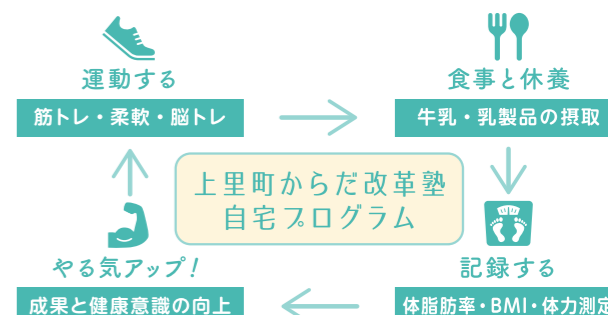 運動する
筋トレ・柔軟・脳トレ
食事と休養
牛乳・乳製品の摂取
上里町からだ改革塾
自宅プログラム
やる気アップ！
成果と健康意識の向上
記録する
体脂肪率・BMI・体力測定